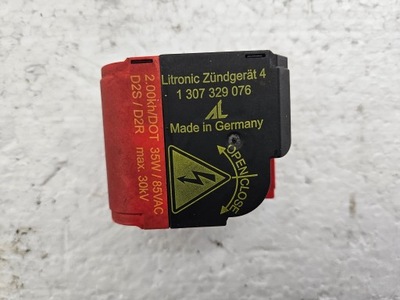 Litronic Zündgerät 4
1 307 329 076
AL
Made in Germany
OPEN CLOSE
2.00kh/DOT 35W / 85VAC
D2S / D2R max. 30kV